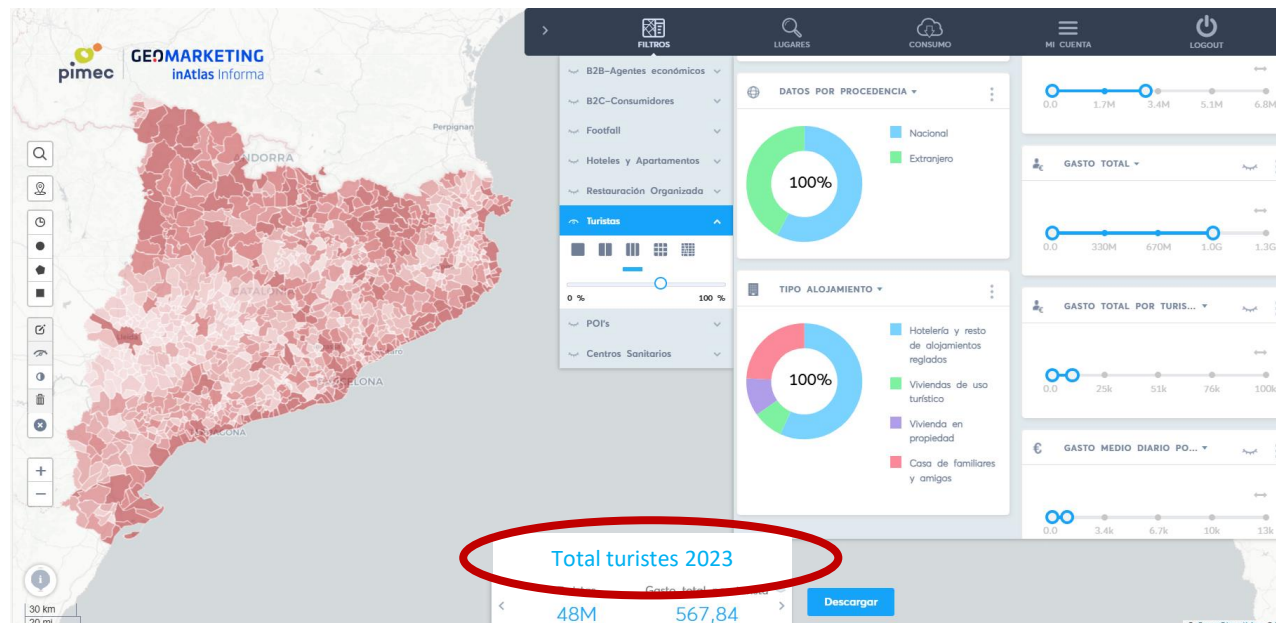 pimec
GEOMARKETING
inAtlas Informa
FILTROS
LUGARES
CONSUMO
MI CUENTA
LOGOUT
B2B-Agentes económicos
B2C-Consumidores
Footfall
Hoteles y Apartamentos
Restauración Organizada
Turistas
0 %
100 %
POI's
Centros Sanitarios
DATOS POR PROCEDENCIA
100%
Nacional
Extranjero
TIPO ALOJAMIENTO
100%
Hotelería y resto
de alojamientos
reglados
Viviendas de uso
turístico
Vivienda en
propiedad
Casa de familiares
y amigos
0.0 1.7M 3.4M 5.1M 6.8M
GASTO TOTAL
0.0 330M 670M 1.0G 1.3G
GASTO TOTAL POR TURIS...
0.0 25k 51k 76k 100k
GASTO MEDIO DIARIO PO...
0.0 3.4k 6.7k 10k 13k
Perpignan
ANDORRA
BARCELONA
Total turistes 2023
Gasto total
48M
567,84
Descargar
30 km
20 mi